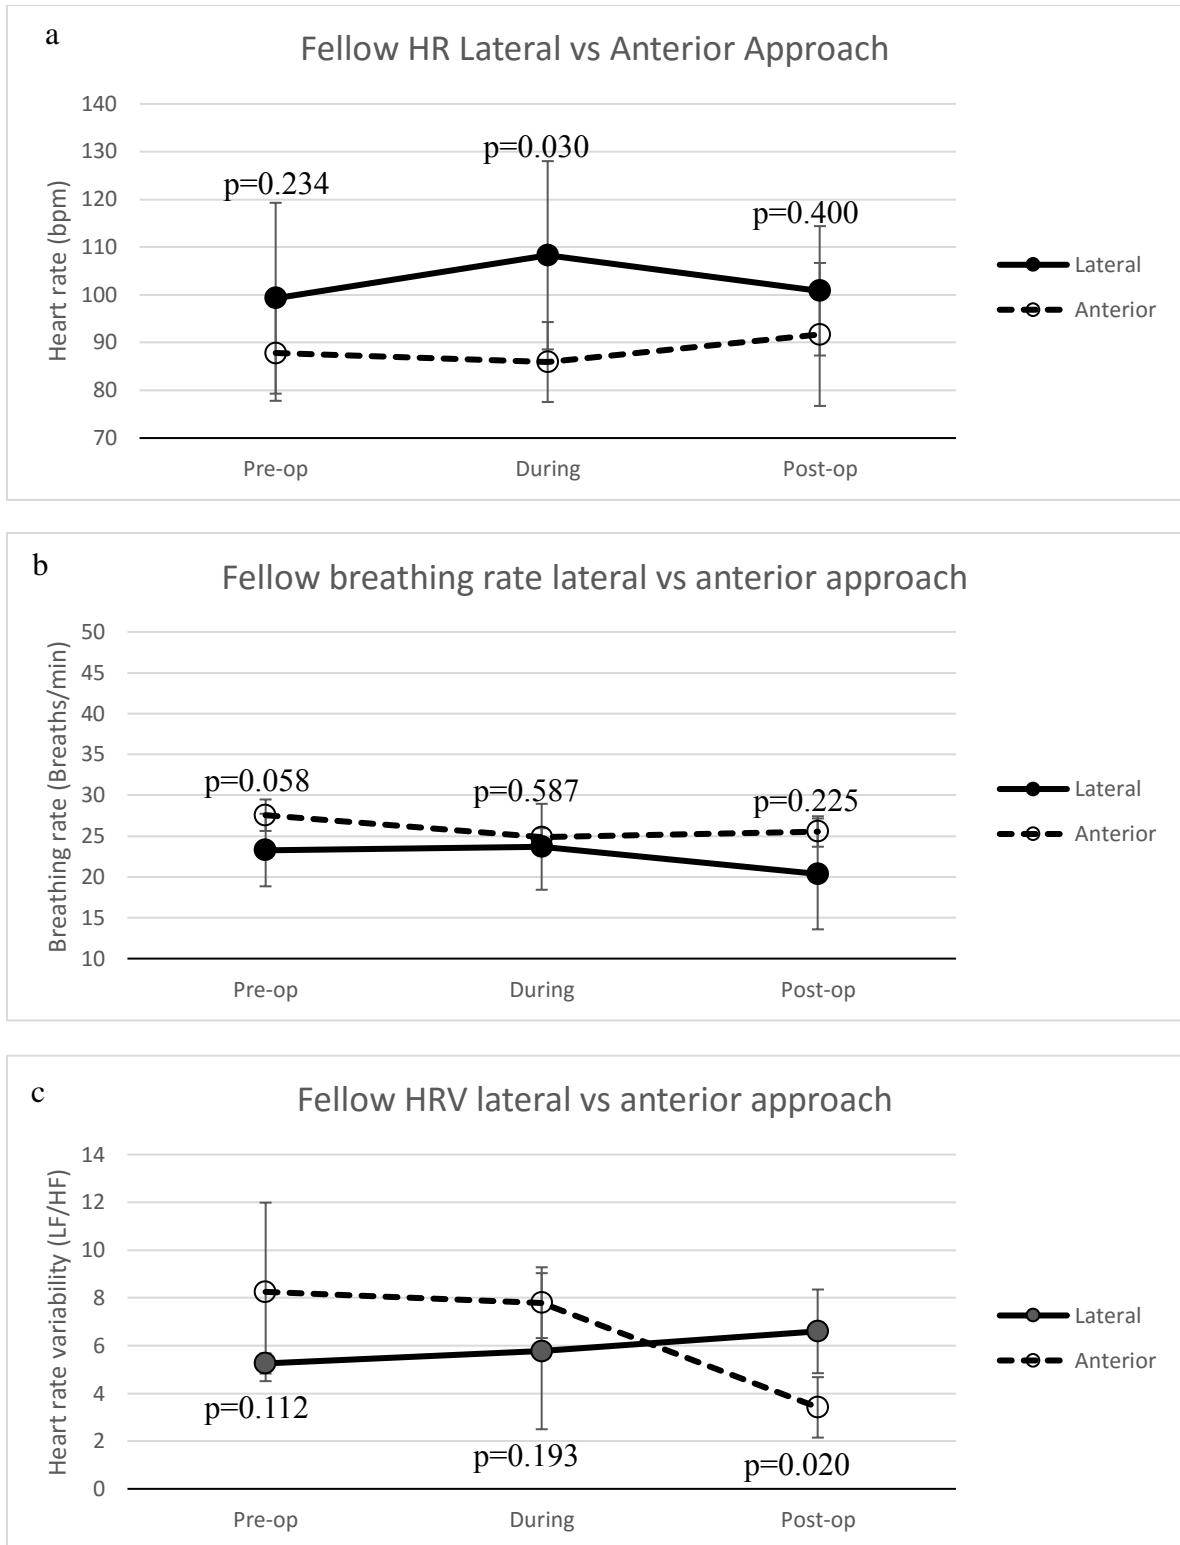 a
Fellow HR Lateral vs Anterior Approach
Heart rate (bpm)
140
130
120
110
100
90
80
70
p=0.234
p=0.030
p=0.400
Pre-op
During
Post-op
Lateral
Anterior
b
Fellow breathing rate lateral vs anterior approach
Breathing rate (Breaths/min)
50
45
40
35
30
25
20
15
10
p=0.058
p=0.587
p=0.225
Pre-op
During
Post-op
Lateral
Anterior
c
Fellow HRV lateral vs anterior approach
Heart rate variability (LF/HF)
14
12
10
8
6
4
2
0
p=0.112
p=0.193
p=0.020
Pre-op
During
Post-op
Lateral
Anterior